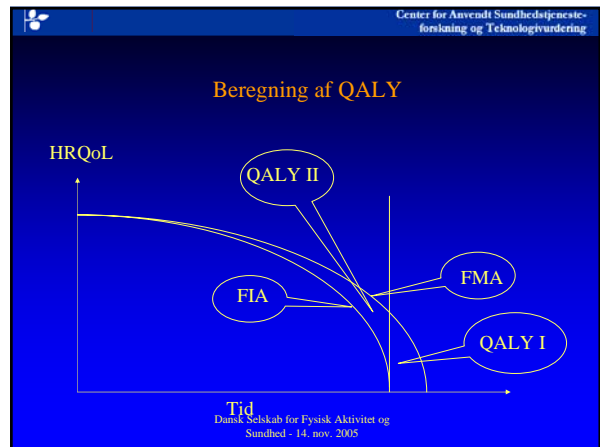 Center for Anvendt Sundhedstjeneste-
forskning og Teknologivurdering
Beregning af QALY
HRQoL
QALY II
FMA
FIA
QALY I
Tid
Dansk Selskab for Fysisk Aktivitet og
Sundhed - 14. nov. 2005